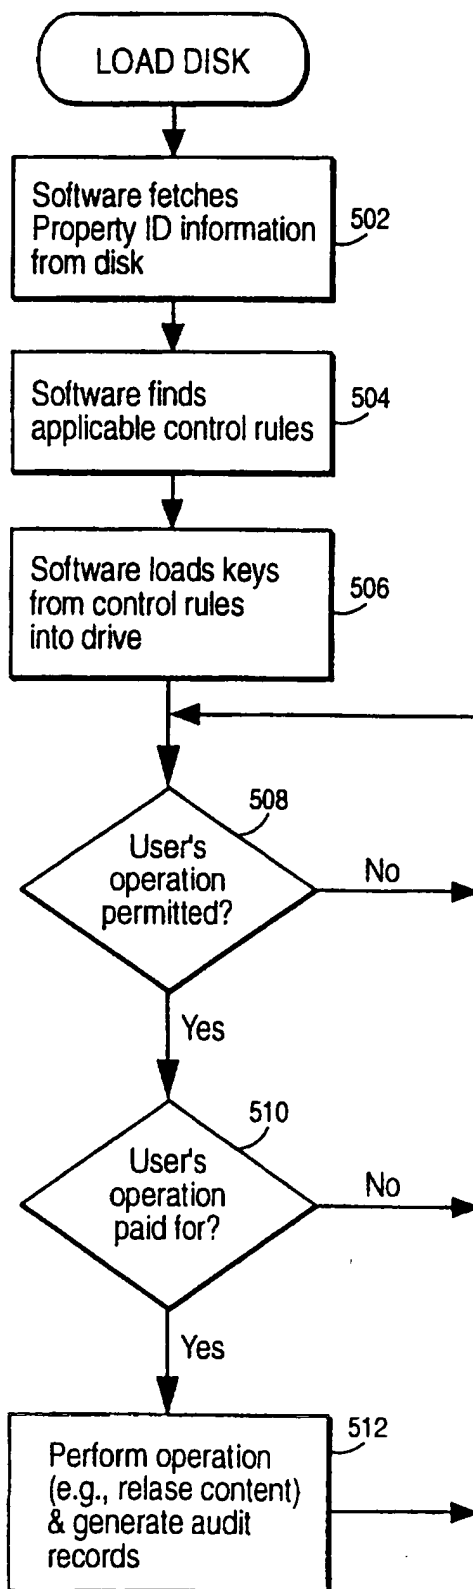 LOAD DISK
Software fetches
Property ID information
from disk
502
Software finds
applicable control rules
504
Software loads keys
from control rules
into drive
506
508
User's
operation
permitted?
No
Yes
510
User's
operation
paid for?
No
Yes
512
Perform operation
(e.g., relase content)
& generate audit
records